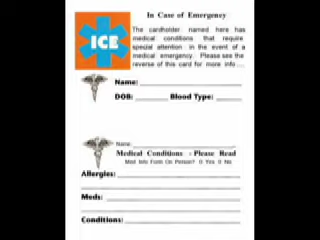 ICE
In Case of Emergency
The cardholder named here has
medical conditions that require
special attention in the event of a
medical emergency. Please see the
reverse of this card for more info ...
Name:
DOB: Blood Type:
Name:
Medical Conditions - Please Read
Med Info Form On Person? O Yes O No
Allergies:
Meds:
Conditions: